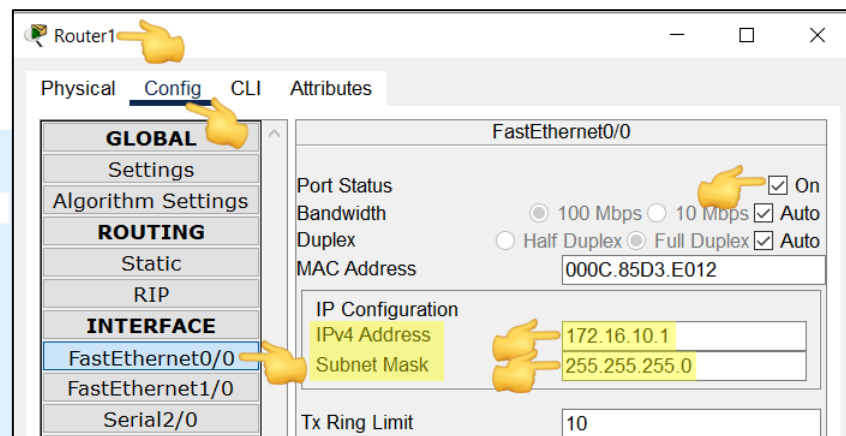 Router1
Physical Config CLI Attributes
GLOBAL
Settings
Algorithm Settings
ROUTING
Static
RIP
INTERFACE
FastEthernet0/0
FastEthernet1/0
Serial2/0
FastEthernet0/0
Port Status On
Bandwidth 100 Mbps 10 Mbps Auto
Duplex Half Duplex Full Duplex Auto
MAC Address 000C.85D3.E012
IP Configuration
IPv4 Address 172.16.10.1
Subnet Mask 255.255.255.0
Tx Ring Limit 10